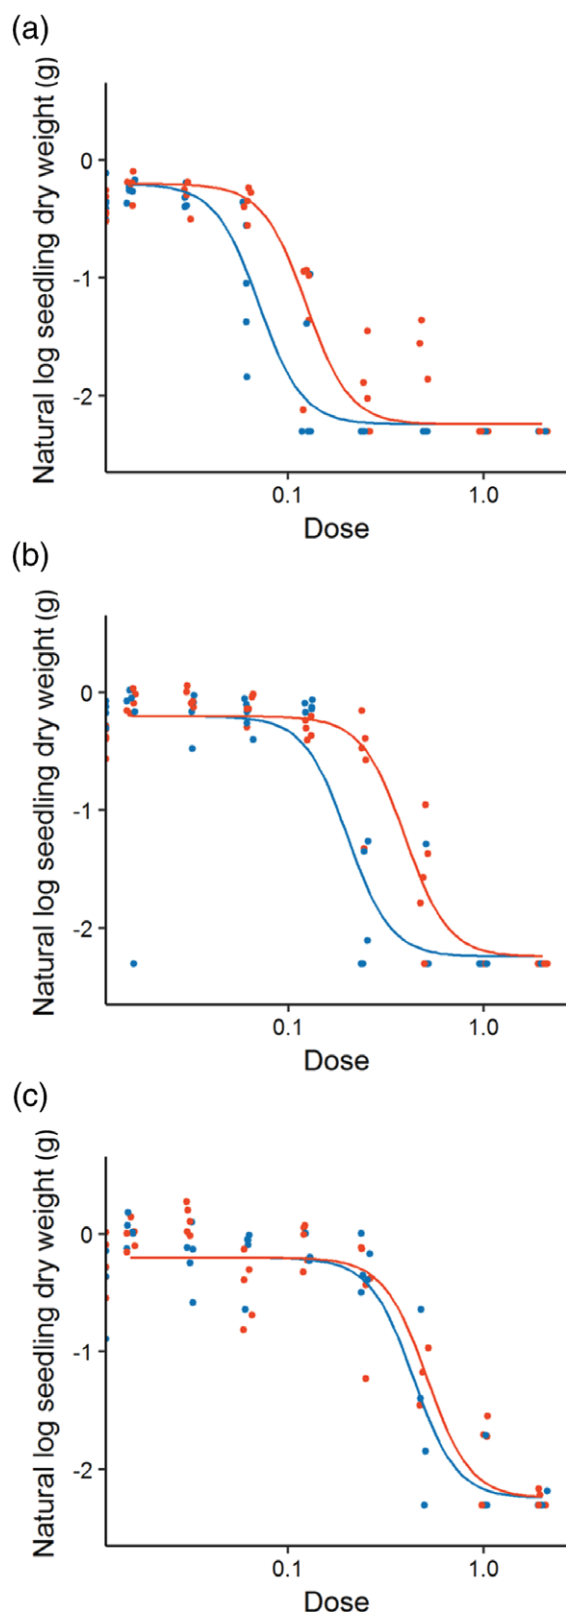 (a)
Natural log seedling dry weight (g)
0
-1
-2
0.1
1.0
Dose
(b)
Natural log seedling dry weight (g)
0
-1
-2
0.1
1.0
Dose
(c)
Natural log seedling dry weight (g)
0
-1
-2
0.1
1.0
Dose